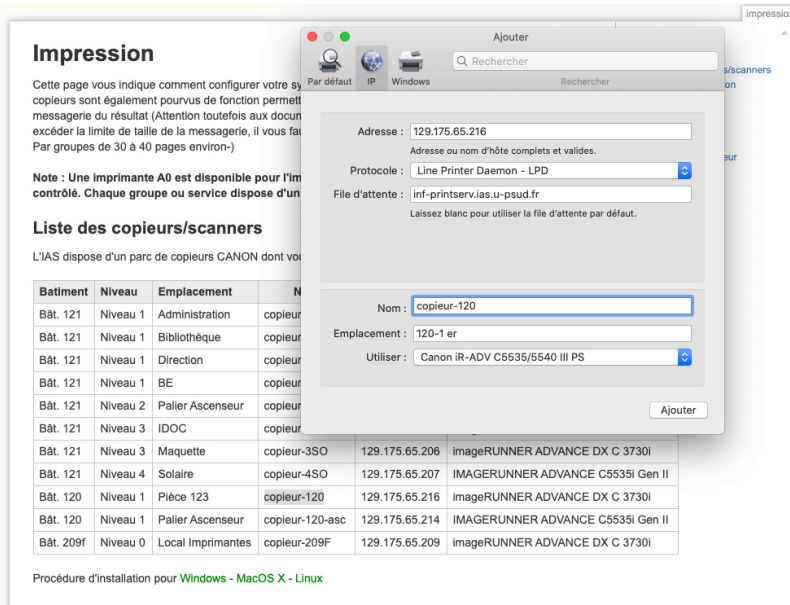 impression
Impression
Cette page vous indique comment configurer votre sy
copieurs sont également pourvus de fonction permett
messagerie du résultat (Attention toutefois aux docun
excéder la limite de taille de la messagerie, il vous fau
Par groupes de 30 à 40 pages environ-)
Note : Une imprimante A0 est disponible pour l'im
contrôlé. Chaque groupe ou service dispose d'un
Liste des copieurs/scanners
L'IAS dispose d'un parc de copieurs CANON dont vou
Batiment Niveau Emplacement N
Bât. 121 Niveau 1 Administration copieur
Bât. 121 Niveau 1 Bibliothèque copieur
Bât. 121 Niveau 1 Direction copieur
Bât. 121 Niveau 1 BE copieur
Bât. 121 Niveau 2 Palier Ascenseur copieur
Bât. 121 Niveau 3 IDOC copieur
Bât. 121 Niveau 3 Maquette copieur-3SO 129.175.65.206 imageRUNNER ADVANCE DX C 3730i
Bât. 121 Niveau 4 Solaire copieur-4SO 129.175.65.207 IMAGERUNNER ADVANCE C5535i Gen II
Bât. 120 Niveau 1 Pièce 123 copieur-120 129.175.65.216 imageRUNNER ADVANCE DX C 3730i
Bât. 120 Niveau 1 Palier Ascenseur copieur-120-asc 129.175.65.214 IMAGERUNNER ADVANCE C5535i Gen II
Bât. 209f Niveau 0 Local Imprimantes copieur-209F 129.175.65.209 imageRUNNER ADVANCE DX C 3730i
Procédure d'installation pour Windows - MacOS X - Linux
Ajouter
Par défaut IP Windows
Rechercher
Rechercher
Adresse : 129.175.65.216
Adresse ou nom d'hôte complets et valides.
Protocole : Line Printer Daemon - LPD
File d'attente : inf-printserv.ias.u-psud.fr
Laissez blanc pour utiliser la file d'attente par défaut.
Nom : copieur-120
Emplacement : 120-1 er
Utiliser : Canon iR-ADV C5535/5540 III PS
Ajouter
s/scanners
on
eur